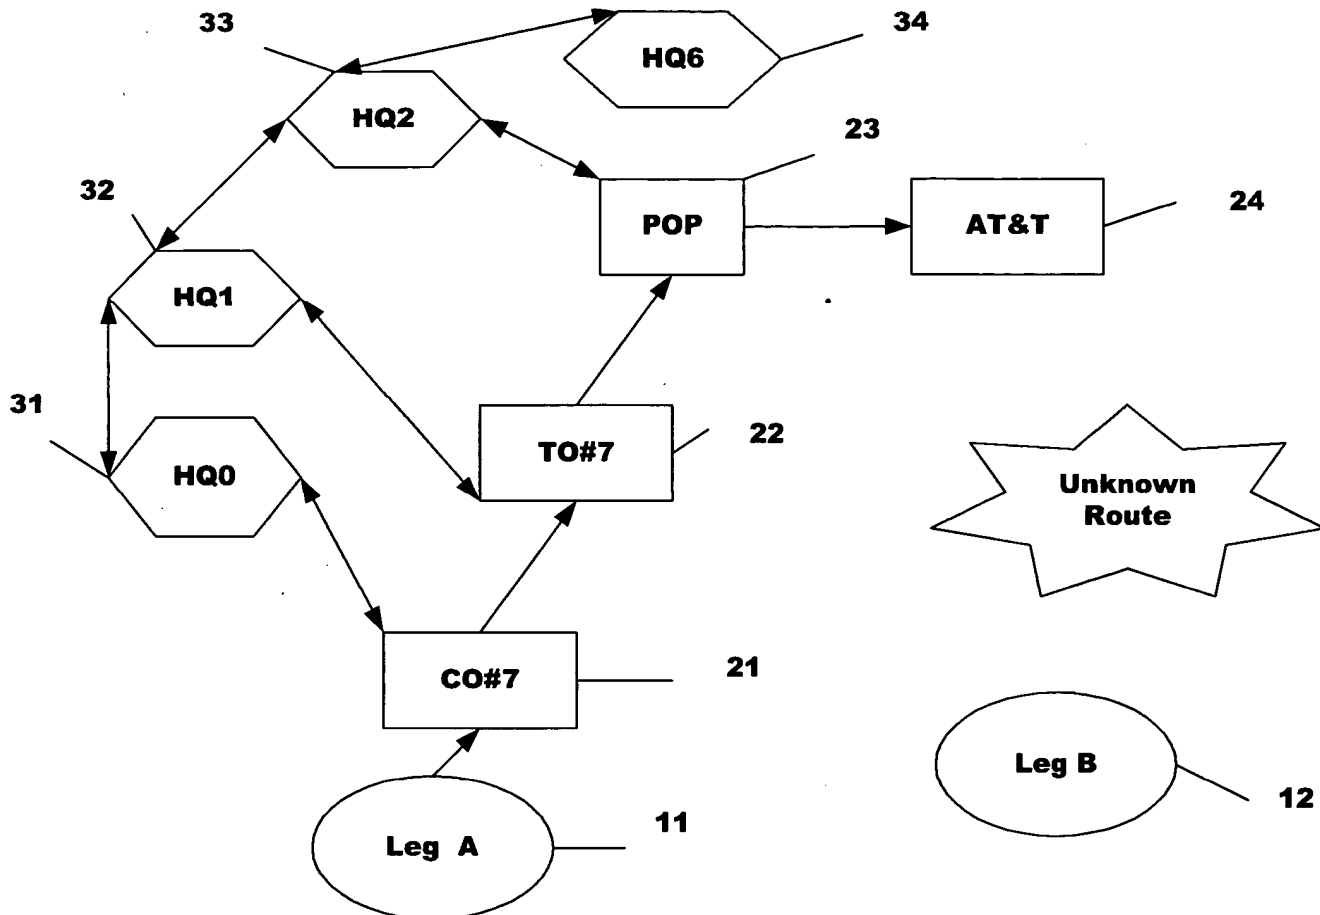 33
34
HQ6
HQ2
23
32
POP
AT&T
24
HQ1
31
TO#7
22
HQ0
Unknown
Route
CO#7
21
Leg B
12
11
Leg A